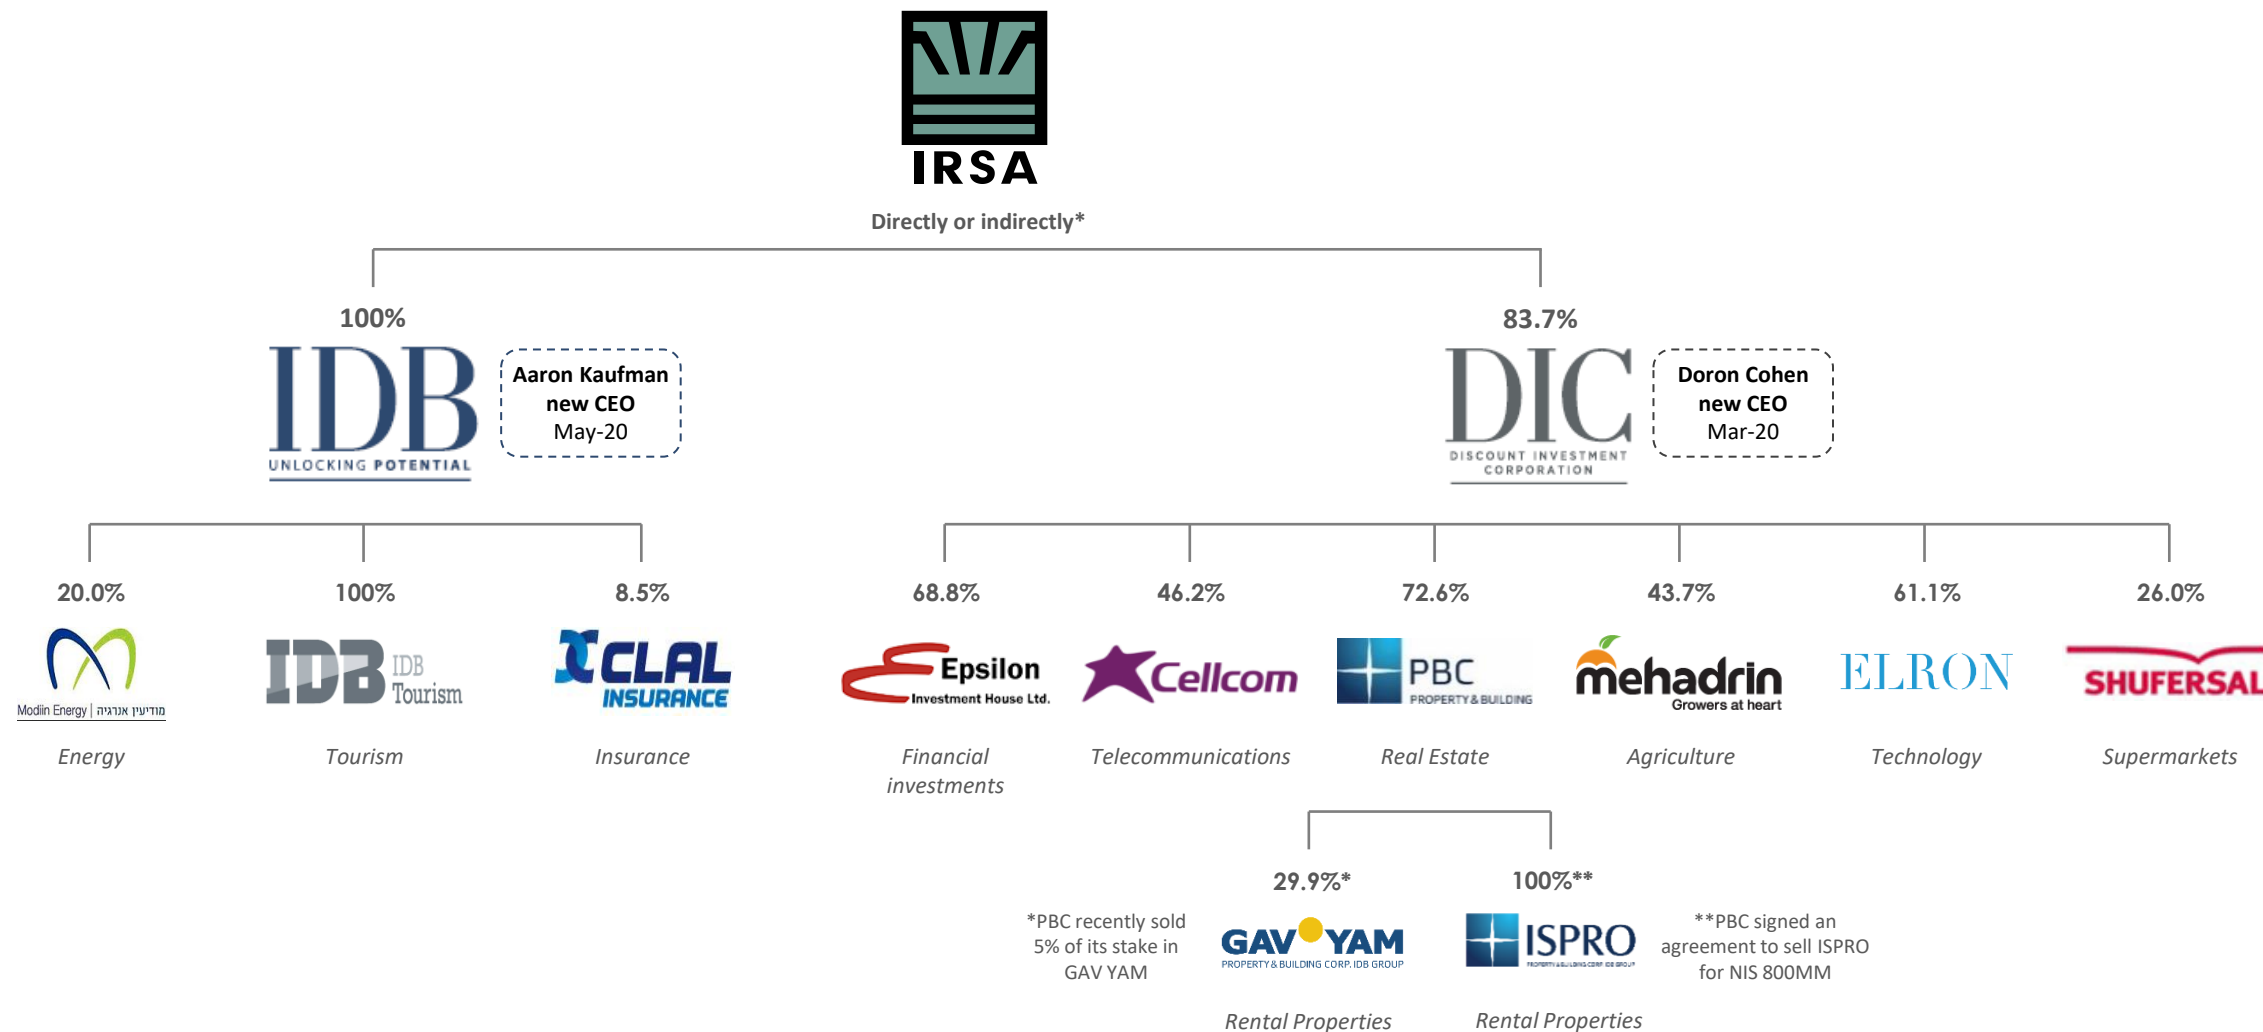 IRSA
Directly or indirectly*
100%
IDB
UNLOCKING POTENTIAL
Aaron Kaufman
new CEO
May-20
83.7%
DIC
DISCOUNT INVESTMENT
CORPORATION
Doron Cohen
new CEO
Mar-20
20.0%
Modiin Energy | מודיעין אנרגיה
Energy
100%
IDB
IDB
Tourism
Tourism
8.5%
CLAL
INSURANCE
Insurance
68.8%
Epsilon
Investment House Ltd.
Financial
investments
46.2%
Cellcom
Telecommunications
72.6%
PBC
PROPERTY & BUILDING
Real Estate
43.7%
mehadrin
Growers at heart
Agriculture
61.1%
ELRON
Technology
26.0%
SHUFERSAL
Supermarkets
29.9%*
*PBC recently sold
5% of its stake in
GAV YAM
GAV YAM
PROPERTY & BUILDING CORP. IDB GROUP
Rental Properties
100%**
ISPRO
PROPERTY & BUILDING CORP. IDB GROUP
Rental Properties
**PBC signed an
agreement to sell ISPRO
for NIS 800MM